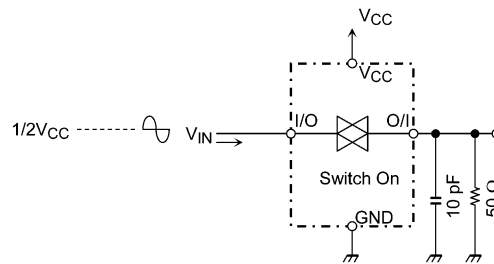 VCC
VCC
I/O
O/I
1/2VCC
VIN
Switch On
10 pF
50 Ω
GND